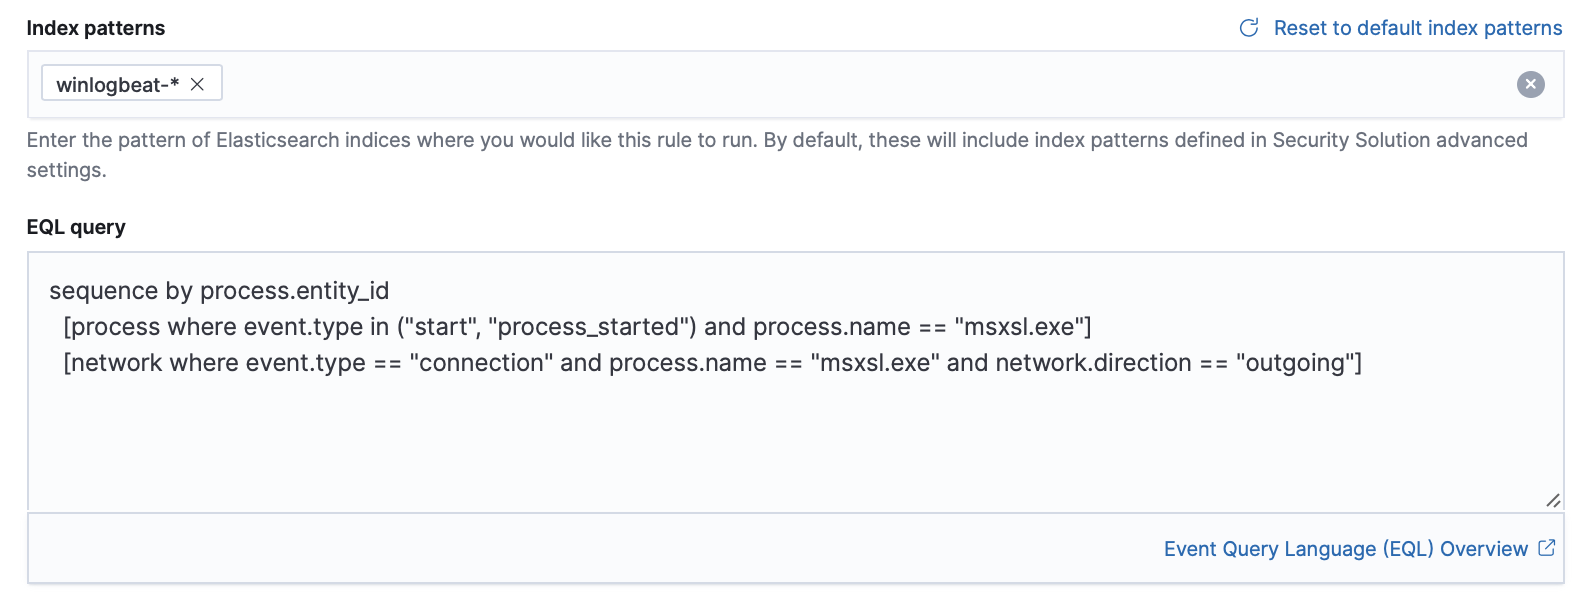 Index patterns
Reset to default index patterns
winlogbeat-*
Enter the pattern of Elasticsearch indices where you would like this rule to run. By default, these will include index patterns defined in Security Solution advanced
settings.
EQL query
sequence by process.entity_id
[process where event.type in ("start", "process_started") and process.name == "msxsl.exe"]
[network where event.type == "connection" and process.name == "msxsl.exe" and network.direction == "outgoing"]
Event Query Language (EQL) Overview